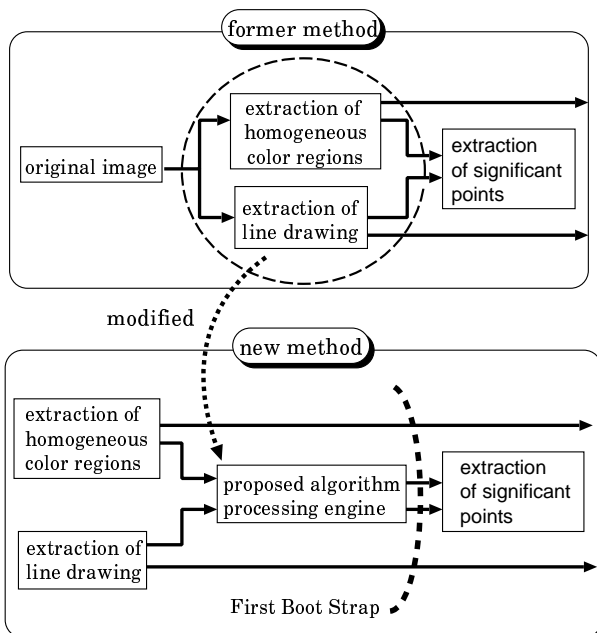 former method
extraction of
homogeneous
color regions
original image
extraction
of significant
points
extraction of
line drawing
modified
new method
extraction of
homogeneous
color regions
proposed algorithm
processing engine
extraction
of significant
points
extraction of
line drawing
First Boot Strap